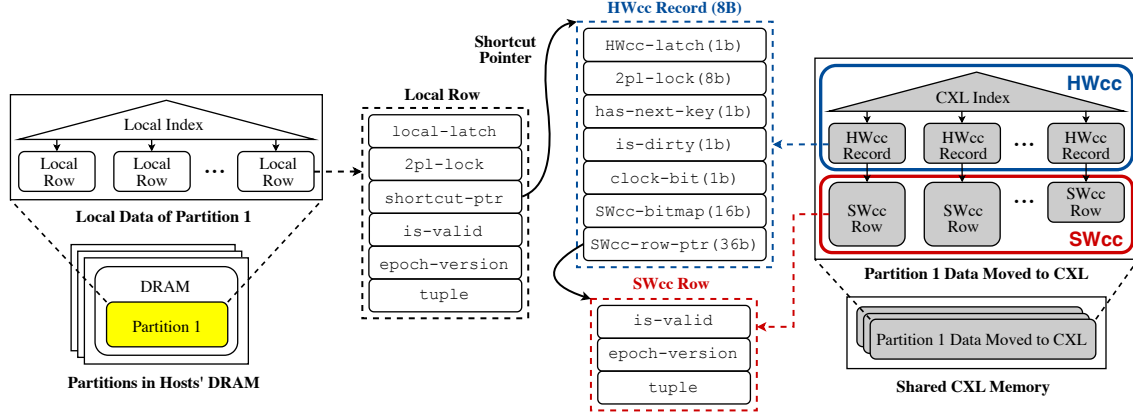 Local Index
Local
Row
Local
Row
...
Local
Row
Local Data of Partition 1
DRAM
Partition 1
Partitions in Hosts' DRAM
Local Row
local-latch
2pl-lock
shortcut-ptr
is-valid
epoch-version
tuple
Shortcut
Pointer
HWcc Record (8B)
HWcc-latch(1b)
2pl-lock(8b)
has-next-key(1b)
is-dirty(1b)
clock-bit(1b)
SWcc-bitmap(16b)
SWcc-row-ptr(36b)
SWcc Row
is-valid
epoch-version
tuple
HWcc
CXL Index
HWcc
Record
HWcc
Record
...
HWcc
Record
SWcc
Row
SWcc
Row
...
SWcc
Row
SWcc
Partition 1 Data Moved to CXL
Partition 1 Data Moved to CXL
Shared CXL Memory